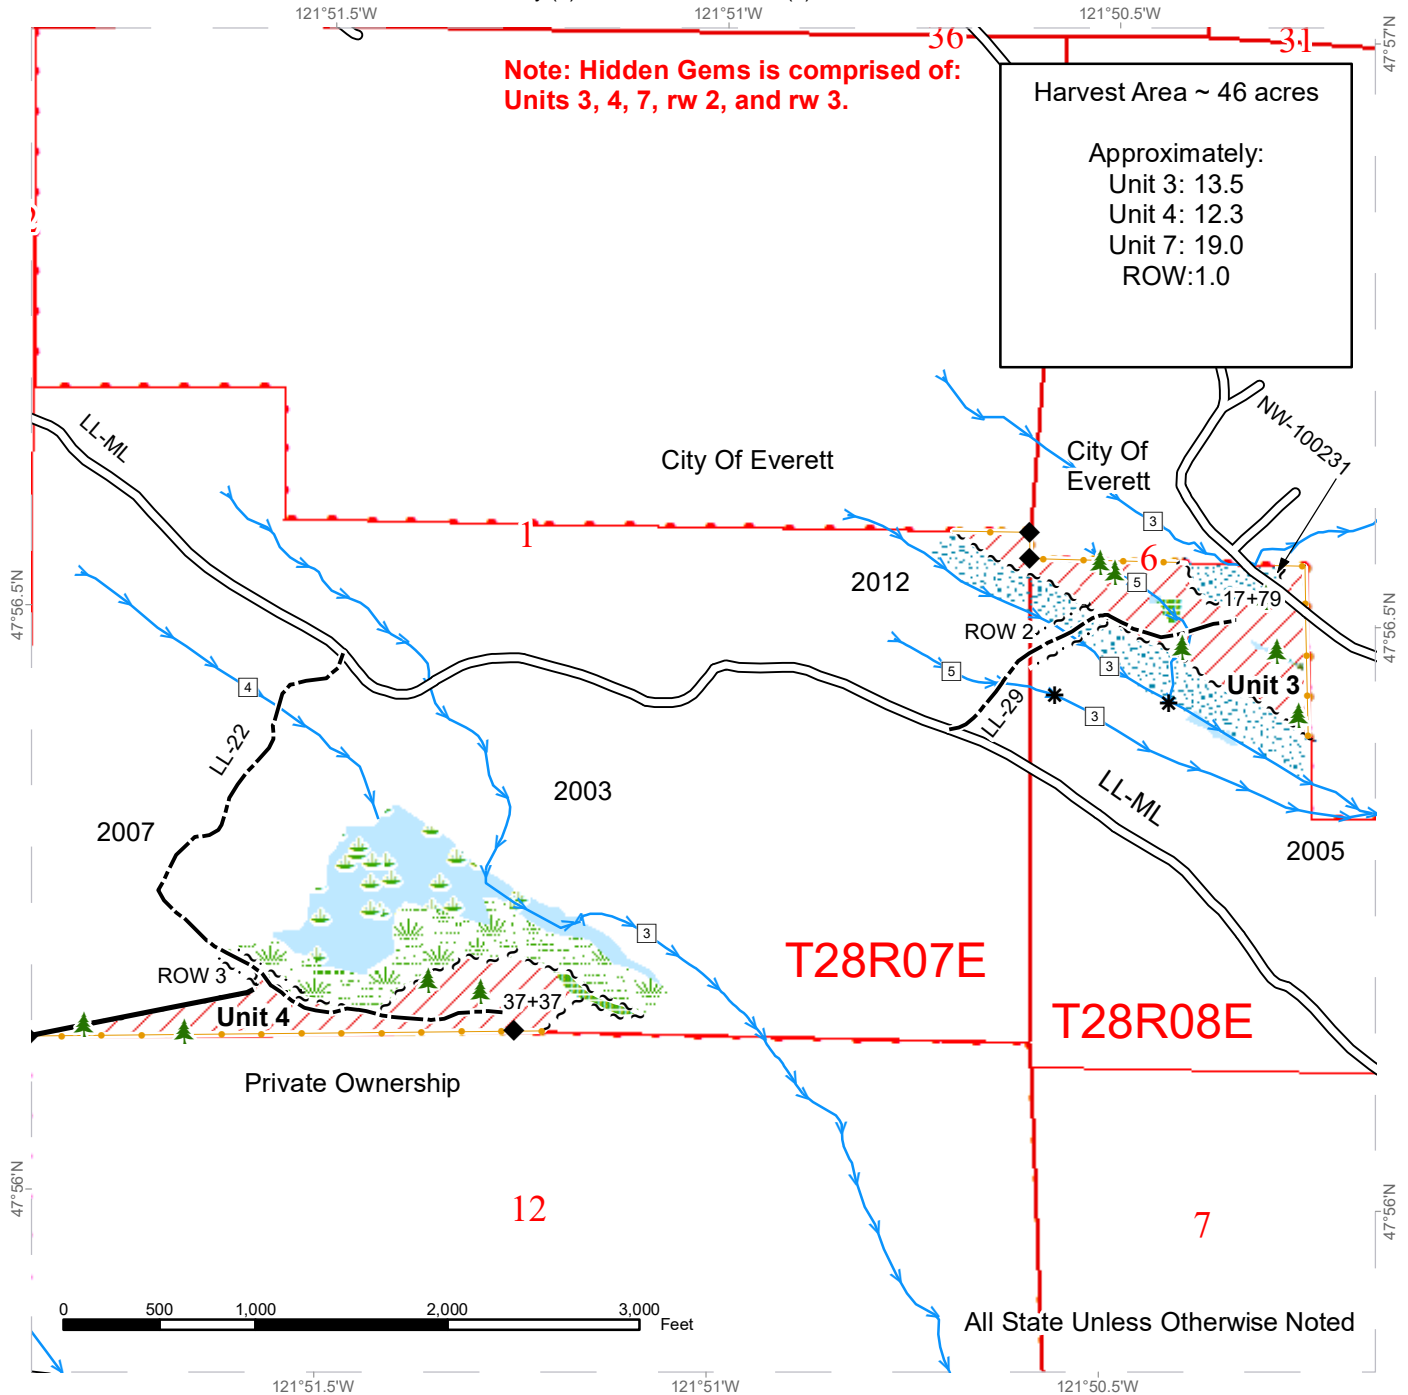 121°51.5'W
121°51'W
121°50.5'W
36
31
47°57'N
Note: Hidden Gems is comprised of:
Units 3, 4, 7, rw 2, and rw 3.
Harvest Area ~ 46 acres
Approximately:
Unit 3: 13.5
Unit 4: 12.3
Unit 7: 19.0
ROW:1.0
2
LL-ML
NW-100231
City Of Everett
City Of
Everett
3
1
6
2012
5
17+79
47°56.5'N
47°56.5'N
ROW 2
5
3
4
Unit 3
LL-29
3
LL-22
LL-ML
2003
2007
2005
3
T28R07E
ROW 3
37+37
Unit 4
T28R08E
Private Ownership
47°56'N
47°56'N
12
7
0 500 1,000 2,000 3,000
Feet
All State Unless Otherwise Noted
121°51.5'W
121°51'W
121°50.5'W